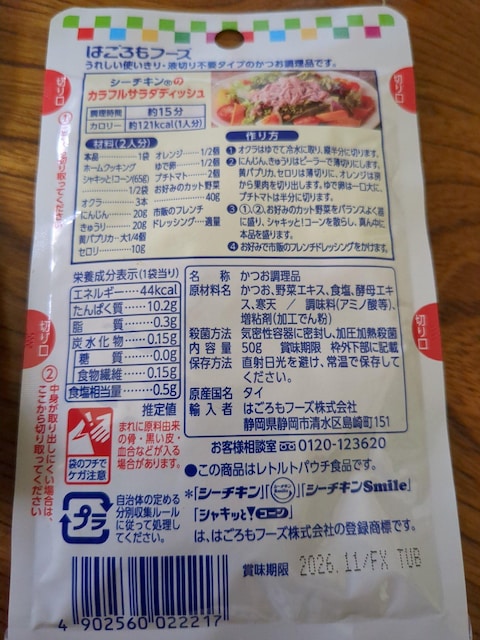 はごろもフーズ
うれしい使いきり・液切り不要タイプのかつお調理品です。
切り口
切り口
シーチキン®の
カラフルサラダディッシュ
調理時間 約15分
カロリー 約121kcal(1人分)
材料(2人分)
本品 1袋
ホームクッキング
シャキッと!コーン(65g)
1/2袋
オクラ 3本
にんじん 20g
きゅうり 20g
黄パプリカ 大1/4個
セロリ 10g
オレンジ 1/2個
ゆで卵 1/2個
プチトマト 2個
お好みのカット野菜
40g
市販のフレンチ
ドレッシング 適量
作り方
❶ オクラはゆでて冷水に取り、縦半分に切ります。
❷ にんじん、きゅうりはピーラーで薄切りにします。
黄パプリカ、セロリは薄切りに、オレンジは房
から果肉を切り出します。ゆで卵は一口大に、
プチトマトは半分に切ります。
❸ ①、②、お好みのカット野菜をバランスよく器
に盛り、シャキッと!コーンを散らし、真ん中に
本品を盛ります。
❹ お好みで市販のフレンチドレッシングをかけます。
栄養成分表示(1袋当り)
エネルギー 44kcal
たんぱく質 10.2g
脂質 0.3g
炭水化物 0.15g
糖質 0.0g
食物繊維 0.15g
食塩相当量 0.5g
推定値
名称 かつお調理品
原材料名 かつお、野菜エキス、食塩、酵母エキ
ス、寒天 / 調味料(アミノ酸等)、
増粘剤(加工でん粉)
殺菌方法 気密性容器に密封し、加圧加熱殺菌
内容量 50g 賞味期限 枠外下部に記載
保存方法 直射日光を避け、常温で保存して
ください。
原産国名 タイ
輸入者 はごろもフーズ株式会社
静岡県静岡市清水区島崎町151
切り口
切り口
②中身が取り出しにくい場合は、
ここから切り取ってください
袋のフチで
ケガ注意
まれに原料由来
の骨・黒い皮・
血合などが入る
場合があります。
お客様相談室 0120-123620
●この商品はレトルトパウチ食品です。
*「シーチキン」「」「シーチキンSmile」
「シャキッと!コーン」
は、はごろもフーズ株式会社の登録商標です。
プラ
自治体の定める
分別収集ルール
に従って処理し
てください。
賞味期限 2026.11/FX TUB
4 902560 022217